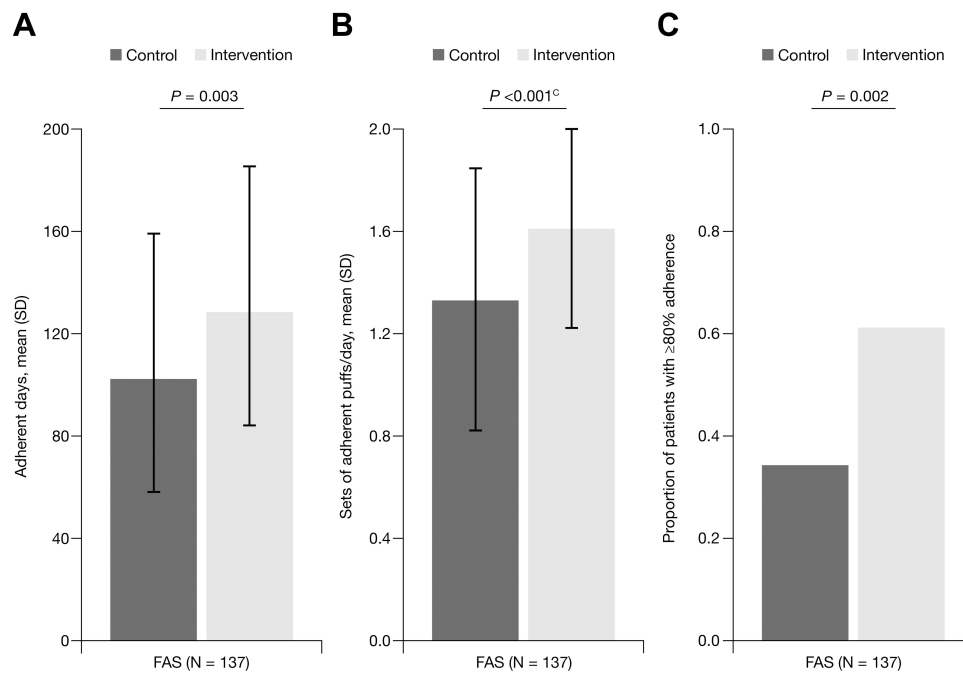 A
Control Intervention
P = 0.003
Adherent days, mean (SD)
200
160
120
80
40
0
FAS (N = 137)
B
Control Intervention
P <0.001C
Sets of adherent puffs/day, mean (SD)
2.0
1.6
1.2
0.8
0.4
0.0
FAS (N = 137)
C
Control Intervention
P = 0.002
Proportion of patients with ≥80% adherence
1.0
0.8
0.6
0.4
0.2
0.0
FAS (N = 137)